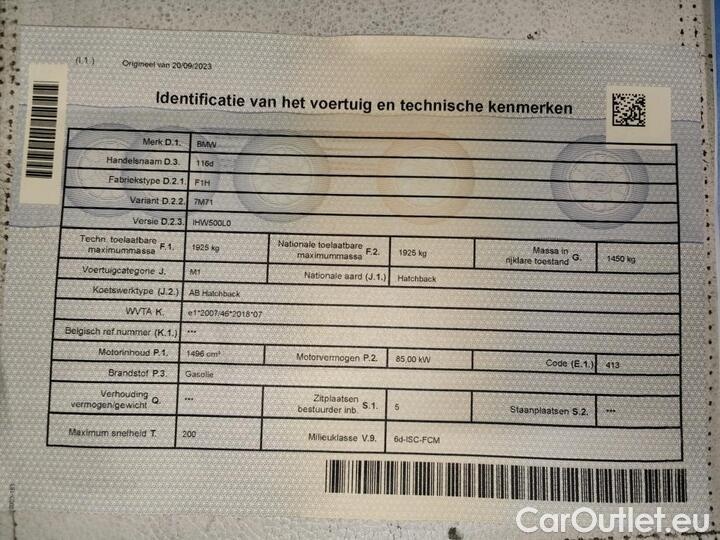 (I.1)
Origineel van 20/09/2023
Identificatie van het voertuig en technische kenmerken
Merk D.1. BMW
Handelsnaam D.3. 116d
Fabriekstype D.2.1. F1H
Variant D.2.2. 7M71
Versie D.2.3. IHW500L0
Techn. toelaatbare maximummassa F.1. 1925 kg Nationale toelaatbare maximummassa F.2. 1925 kg Massa in rijklare toestand G. 1450 kg
Voertuigcategorie J. M1 Nationale aard (J.1.) Hatchback
Koetswerktype (J.2.) AB Hatchback
WVTA K. e1*2007/46*2018*07
Belgisch ref.nummer (K.1.) ***
Motorinhoud P.1. 1496 cm³ Motorvermogen P.2. 85,00 kW Code (E.1.) 413
Brandstof P.3. Gasolie
Verhouding vermogen/gewicht Q. *** Zitplaatsen bestuurder inb. S.1. 5 Staanplaatsen S.2. ***
Maximum snelheid T. 200 Milieuklasse V.9. 6d-ISC-FCM
CarOutlet.eu